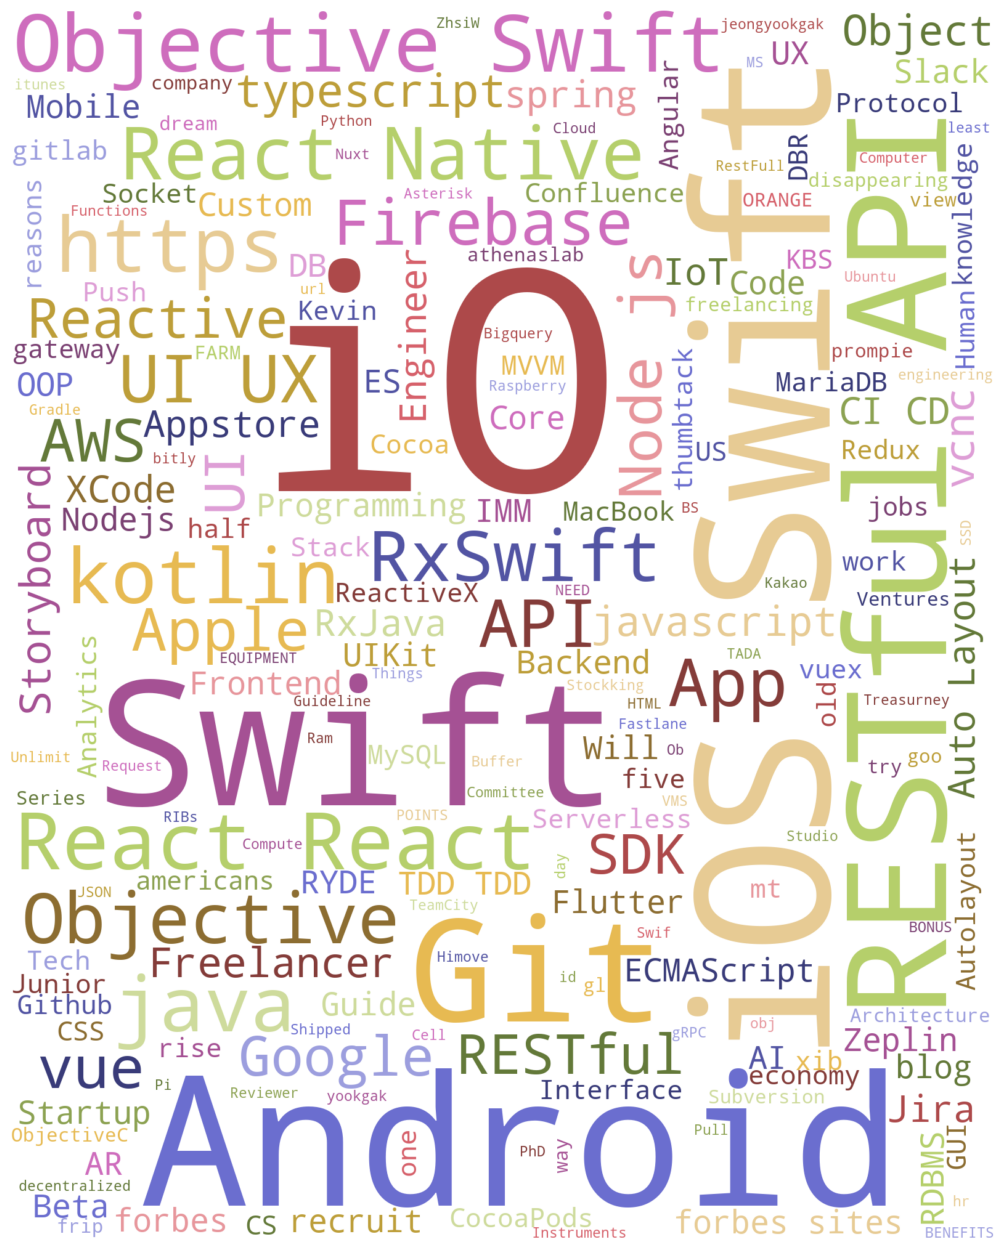 Objective Swift
ZhsiW
jeongyookgak
Object
MS
UX
Slack
itunes
company
typescript
spring
Angular
Mobile
Protocol
dream
Python
Cloud
least
React Native
Nuxt
gitlab
RestFull
DBR
Computer
disappearing
Socket
Custom
Asterisk
Confluence
ORANGE
view
knowledge
reasons
Functions
Firebase
https
athenaslab
DB
url
IoT
Code
KBS
Ubuntu
Push
Kevin
Engineer
Node js
freelancing
Human
Reactive
iO
Bigquery
gateway
FARM
prompie
UI UX
MVVM
OOP
ES
Raspberry
thumbtack
MariaDB
engineering
Gradle
Core
CI CD
vcnc
AWS
Appstore
Cocoa
US
Redux
bitly
UI
XCode
Storyboard
Programming
IMM
MacBook
BS
jobs
Nodejs
half
SSD
Stack
RxSwift
work
kotlin
ReactiveX
NEED
Kakao
Ventures
iOS Swift
RESTful API
Apple
RxJava
API
javascript
Analytics
UIKit
TADA
EQUIPMENT
Backend
App
vuex
Auto Layout
Things
Frontend
Stockking
Guideline
HTML
old
Treasurney
Swift
Ram
Fastlane
Unlimit
Request
MySQL
Buffer
Will
Ob
try
goo
five
Series
Committee
VMS
RIBs
POINTS
Serverless
React React
Compute
SDK
Studio
day
americans
RYDE
TDD TDD
mt
JSON
TeamCity
Flutter
Autolayout
Objective
Git
Swif
BONUS
Tech
Freelancer
Himove
ECMAScript
Junior
id
gl
Github
java
Guide
Architecture
CSS
Shipped
Cell
gRPC
obj
Zeplin
rise
Google
RESTful
AI
xib
vue
economy
blog
Pi
Reviewer
yookgak
Interface
Subversion
Startup
Android
Jira
ObjectiveC
Pull
GUI
one
PhD
way
RDBMS
AR
decentralized
Beta
hr
frip
forbes
cs
recruit
CocoaPods
Instruments
forbes sites
BENEFITS